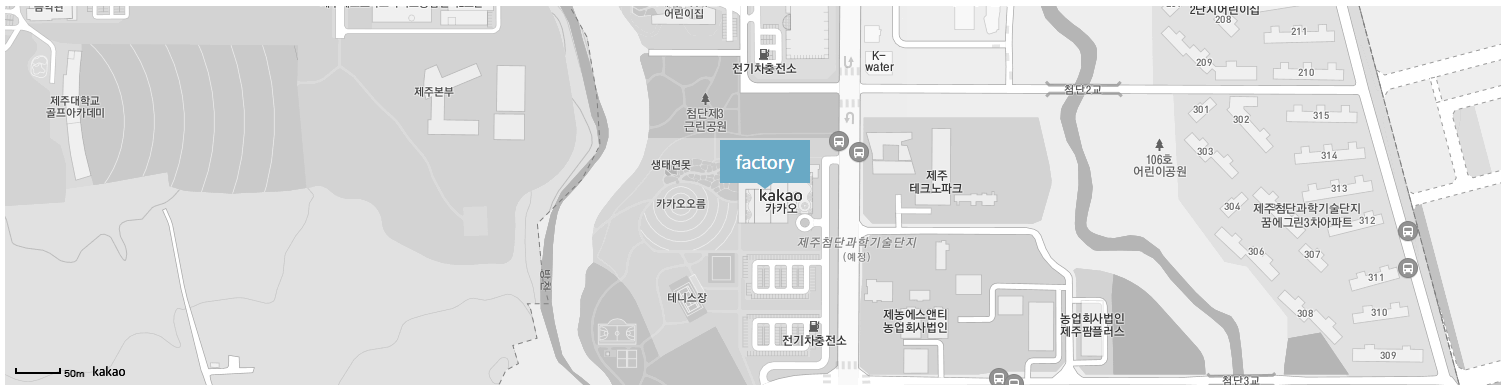 어린이집
2단지어린이집
208
211
209
210
K-
water
전기차충전소
제주본부
첨단2교
제주대학교
골프아카데미
첨단제3
근린공원
301
302
315
303
314
106호
어린이공원
factory
생태연못
제주
테크노파크
kakao
카카오
카카오오름
304
313
제주첨단과학기술단지
꿈에그린3차아파트
312
제주첨단과학기술단지
(예정)
306
307
311
테니스장
제농에스앤티
농업회사법인
농업회사법인
제주팜플러스
308
310
전기차충전소
309
50m
kakao
첨단3교